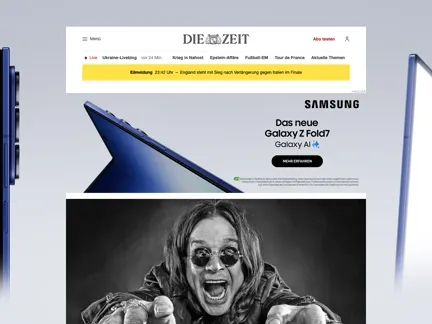 Menü
DIE ZEIT
Abo testen
Live Ukraine-Liveblog vor 24 Min. Krieg in Nahost Epstein-Affäre Fußball-EM Tour de France Aktuelle Themen
Eilmeldung 23:42 Uhr – England steht mit Sieg nach Verlängerung gegen Italien im Finale
SAMSUNG
Das neue
Galaxy Z Fold7
Galaxy AI
MEHR ERFAHREN